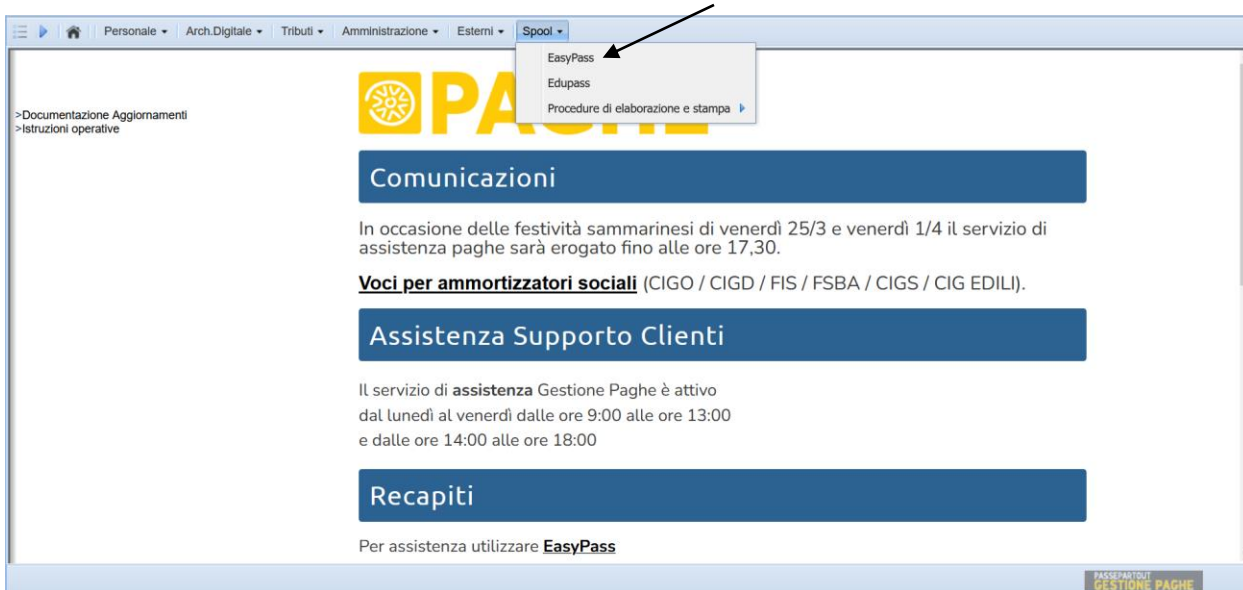 Personale Arch.Digitale Tributi Amministrazione Esterni Spool
EasyPass
Edupass
Procedure di elaborazione e stampa
>Documentazione Aggiornamenti
>Istruzioni operative
Comunicazioni
In occasione delle festività sammarinesi di venerdì 25/3 e venerdì 1/4 il servizio di
assistenza paghe sarà erogato fino alle ore 17,30.
Voci per ammortizzatori sociali (CIGO / CIGD / FIS / FSBA / CIGS / CIG EDILI).
Assistenza Supporto Clienti
Il servizio di assistenza Gestione Paghe è attivo
dal lunedì al venerdì dalle ore 9:00 alle ore 13:00
e dalle ore 14:00 alle ore 18:00
Recapiti
Per assistenza utilizzare EasyPass
PASSEPARTOUT
GESTIONE PAGHE